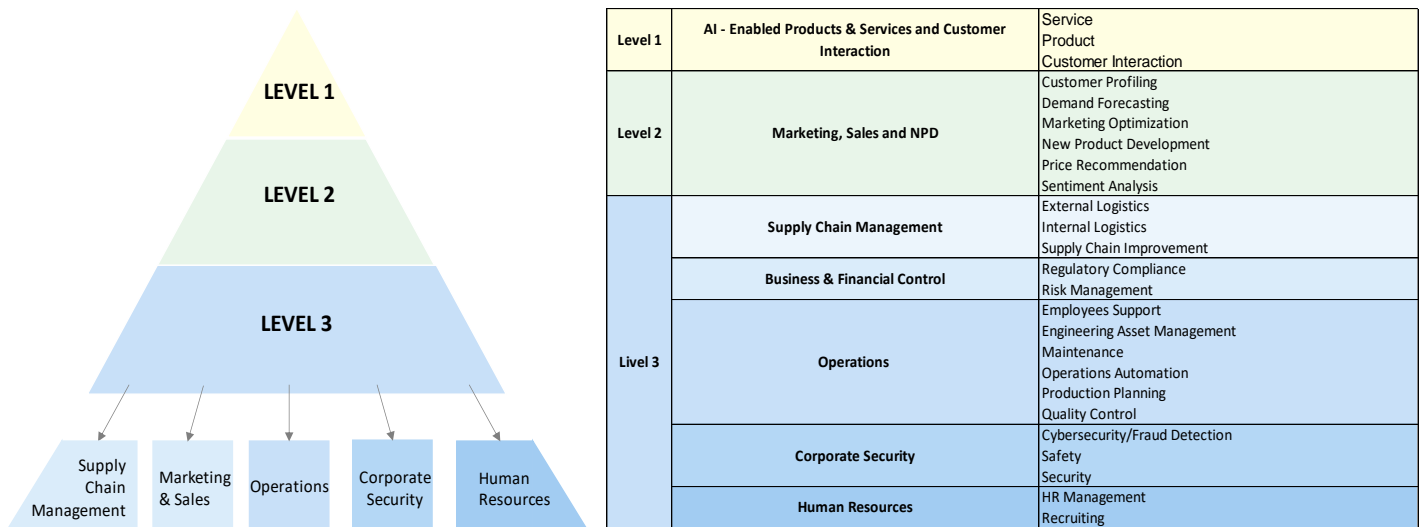 LEVEL 1
LEVEL 2
LEVEL 3
Supply
Chain
Management
Marketing
& Sales
Operations
Corporate
Security
Human
Resources
Level 1
AI - Enabled Products & Services and Customer
Interaction
Service
Product
Customer Interaction
Level 2
Marketing, Sales and NPD
Customer Profiling
Demand Forecasting
Marketing Optimization
New Product Development
Price Recommendation
Sentiment Analysis
Livel 3
Supply Chain Management
External Logistics
Internal Logistics
Supply Chain Improvement
Business & Financial Control
Regulatory Compliance
Risk Management
Operations
Employees Support
Engineering Asset Management
Maintenance
Operations Automation
Production Planning
Quality Control
Corporate Security
Cybersecurity/Fraud Detection
Safety
Security
Human Resources
HR Management
Recruiting